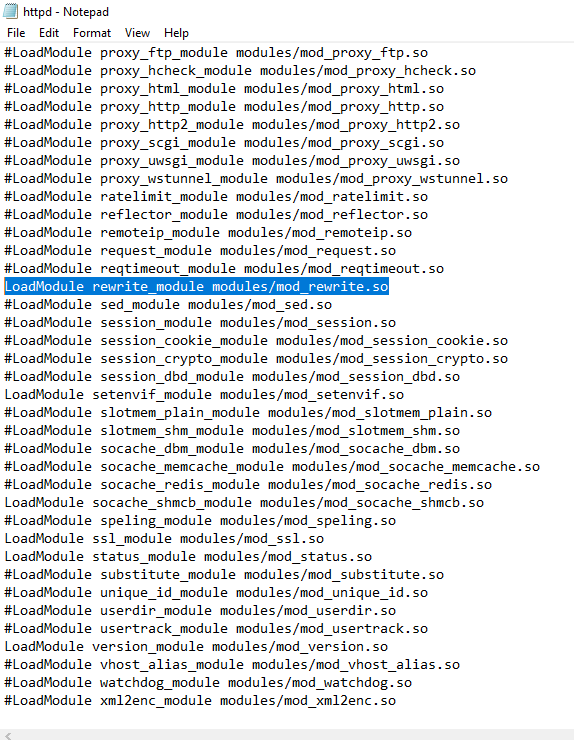 httpd - Notepad
File Edit Format View Help
#LoadModule proxy_ftp_module modules/mod_proxy_ftp.so
#LoadModule proxy_hcheck_module modules/mod_proxy_hcheck.so
#LoadModule proxy_html_module modules/mod_proxy_html.so
#LoadModule proxy_http_module modules/mod_proxy_http.so
#LoadModule proxy_http2_module modules/mod_proxy_http2.so
#LoadModule proxy_scgi_module modules/mod_proxy_scgi.so
#LoadModule proxy_uwsgi_module modules/mod_proxy_uwsgi.so
#LoadModule proxy_wstunnel_module modules/mod_proxy_wstunnel.so
#LoadModule ratelimit_module modules/mod_ratelimit.so
#LoadModule reflector_module modules/mod_reflector.so
#LoadModule remoteip_module modules/mod_remoteip.so
#LoadModule request_module modules/mod_request.so
#LoadModule reqtimeout_module modules/mod_reqtimeout.so
LoadModule rewrite_module modules/mod_rewrite.so
#LoadModule sed_module modules/mod_sed.so
#LoadModule session_module modules/mod_session.so
#LoadModule session_cookie_module modules/mod_session_cookie.so
#LoadModule session_crypto_module modules/mod_session_crypto.so
#LoadModule session_dbd_module modules/mod_session_dbd.so
LoadModule setenvif_module modules/mod_setenvif.so
#LoadModule slotmem_plain_module modules/mod_slotmem_plain.so
#LoadModule slotmem_shm_module modules/mod_slotmem_shm.so
#LoadModule socache_dbm_module modules/mod_socache_dbm.so
#LoadModule socache_memcache_module modules/mod_socache_memcache.so
#LoadModule socache_redis_module modules/mod_socache_redis.so
LoadModule socache_shmcb_module modules/mod_socache_shmcb.so
#LoadModule speling_module modules/mod_speling.so
LoadModule ssl_module modules/mod_ssl.so
LoadModule status_module modules/mod_status.so
#LoadModule substitute_module modules/mod_substitute.so
#LoadModule unique_id_module modules/mod_unique_id.so
#LoadModule userdir_module modules/mod_userdir.so
#LoadModule usertrack_module modules/mod_usertrack.so
LoadModule version_module modules/mod_version.so
#LoadModule vhost_alias_module modules/mod_vhost_alias.so
#LoadModule watchdog_module modules/mod_watchdog.so
#LoadModule xml2enc_module modules/mod_xml2enc.so